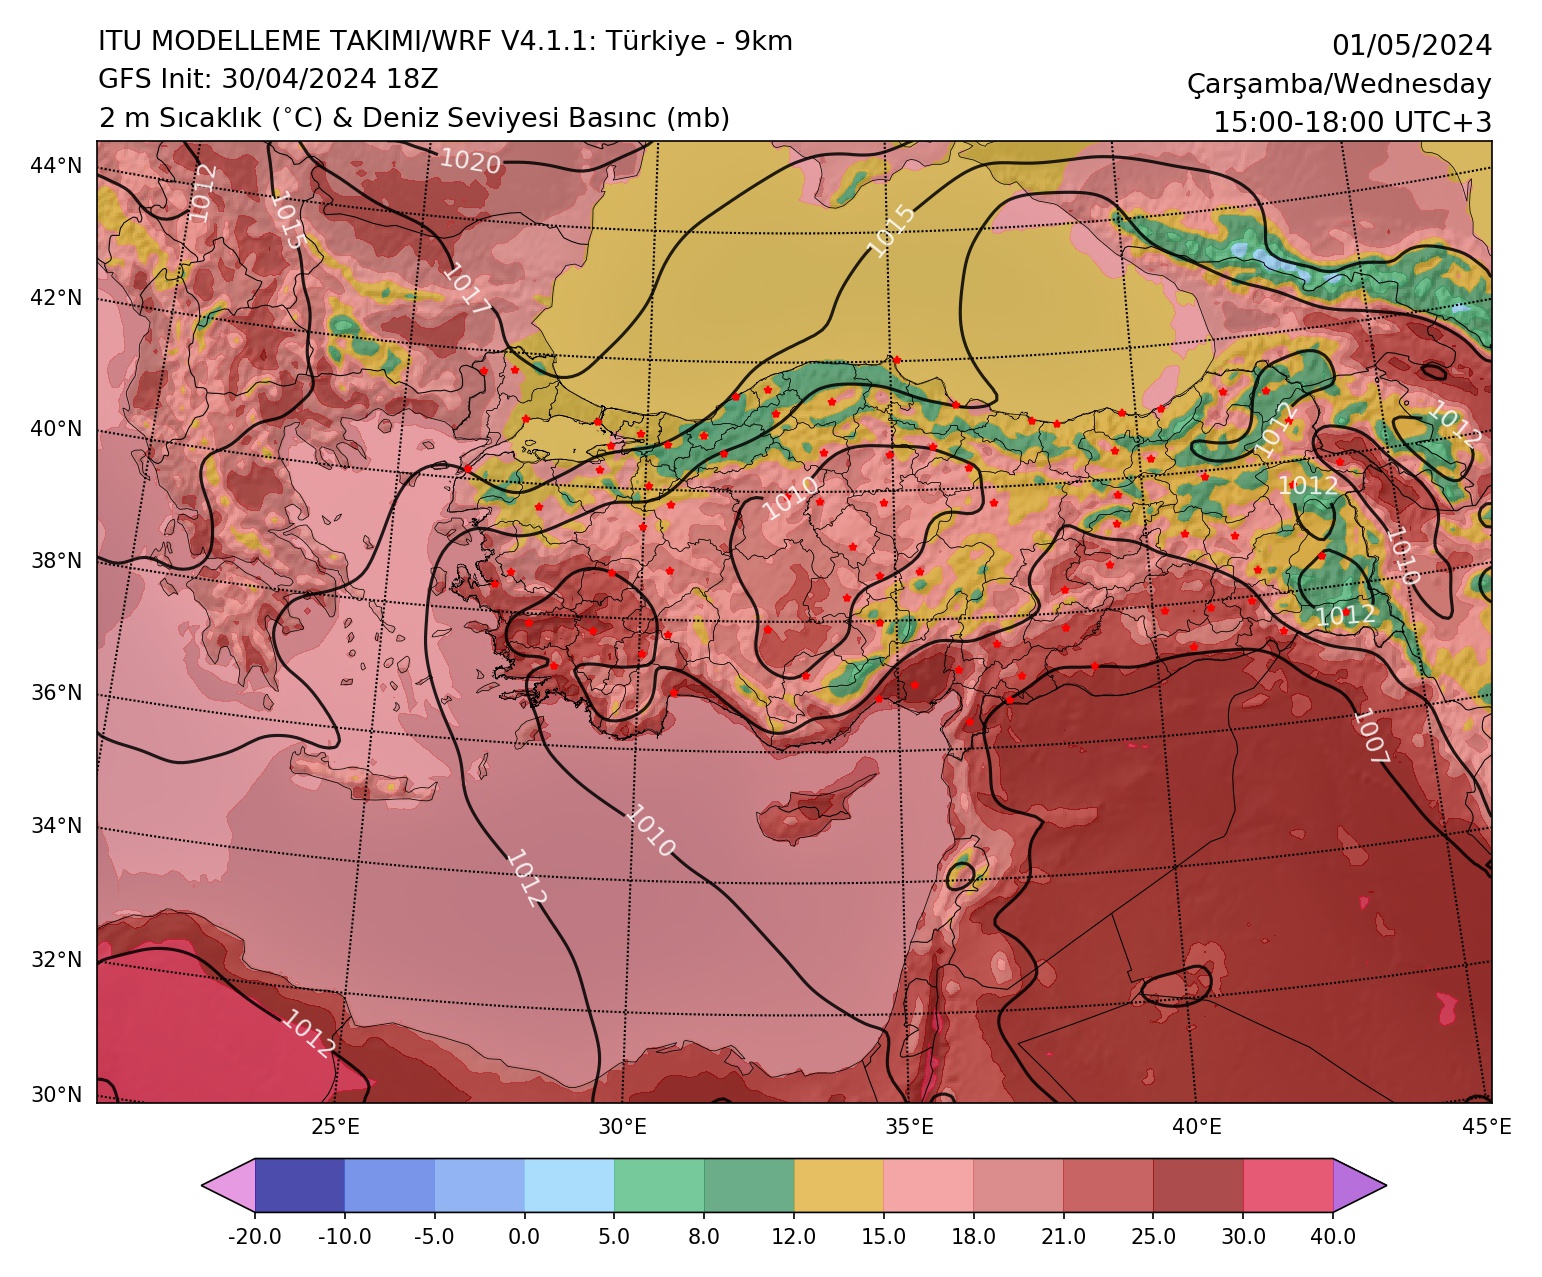 ITU MODELLEME TAKIMI/WRF V4.1.1: Türkiye - 9km
GFS Init: 30/04/2024 18Z
2 m Sıcaklık (°C) & Deniz Seviyesi Basınc (mb)
01/05/2024
Çarşamba/Wednesday
15:00-18:00 UTC+3
44°N
42°N
40°N
38°N
36°N
34°N
32°N
30°N
1020
1012
1015
1015
1017
1012
1012
1010
1012
1010
1012
1007
1010
1012
1012
25°E
30°E
35°E
40°E
45°E
-20.0
-10.0
-5.0
0.0
5.0
8.0
12.0
15.0
18.0
21.0
25.0
30.0
40.0